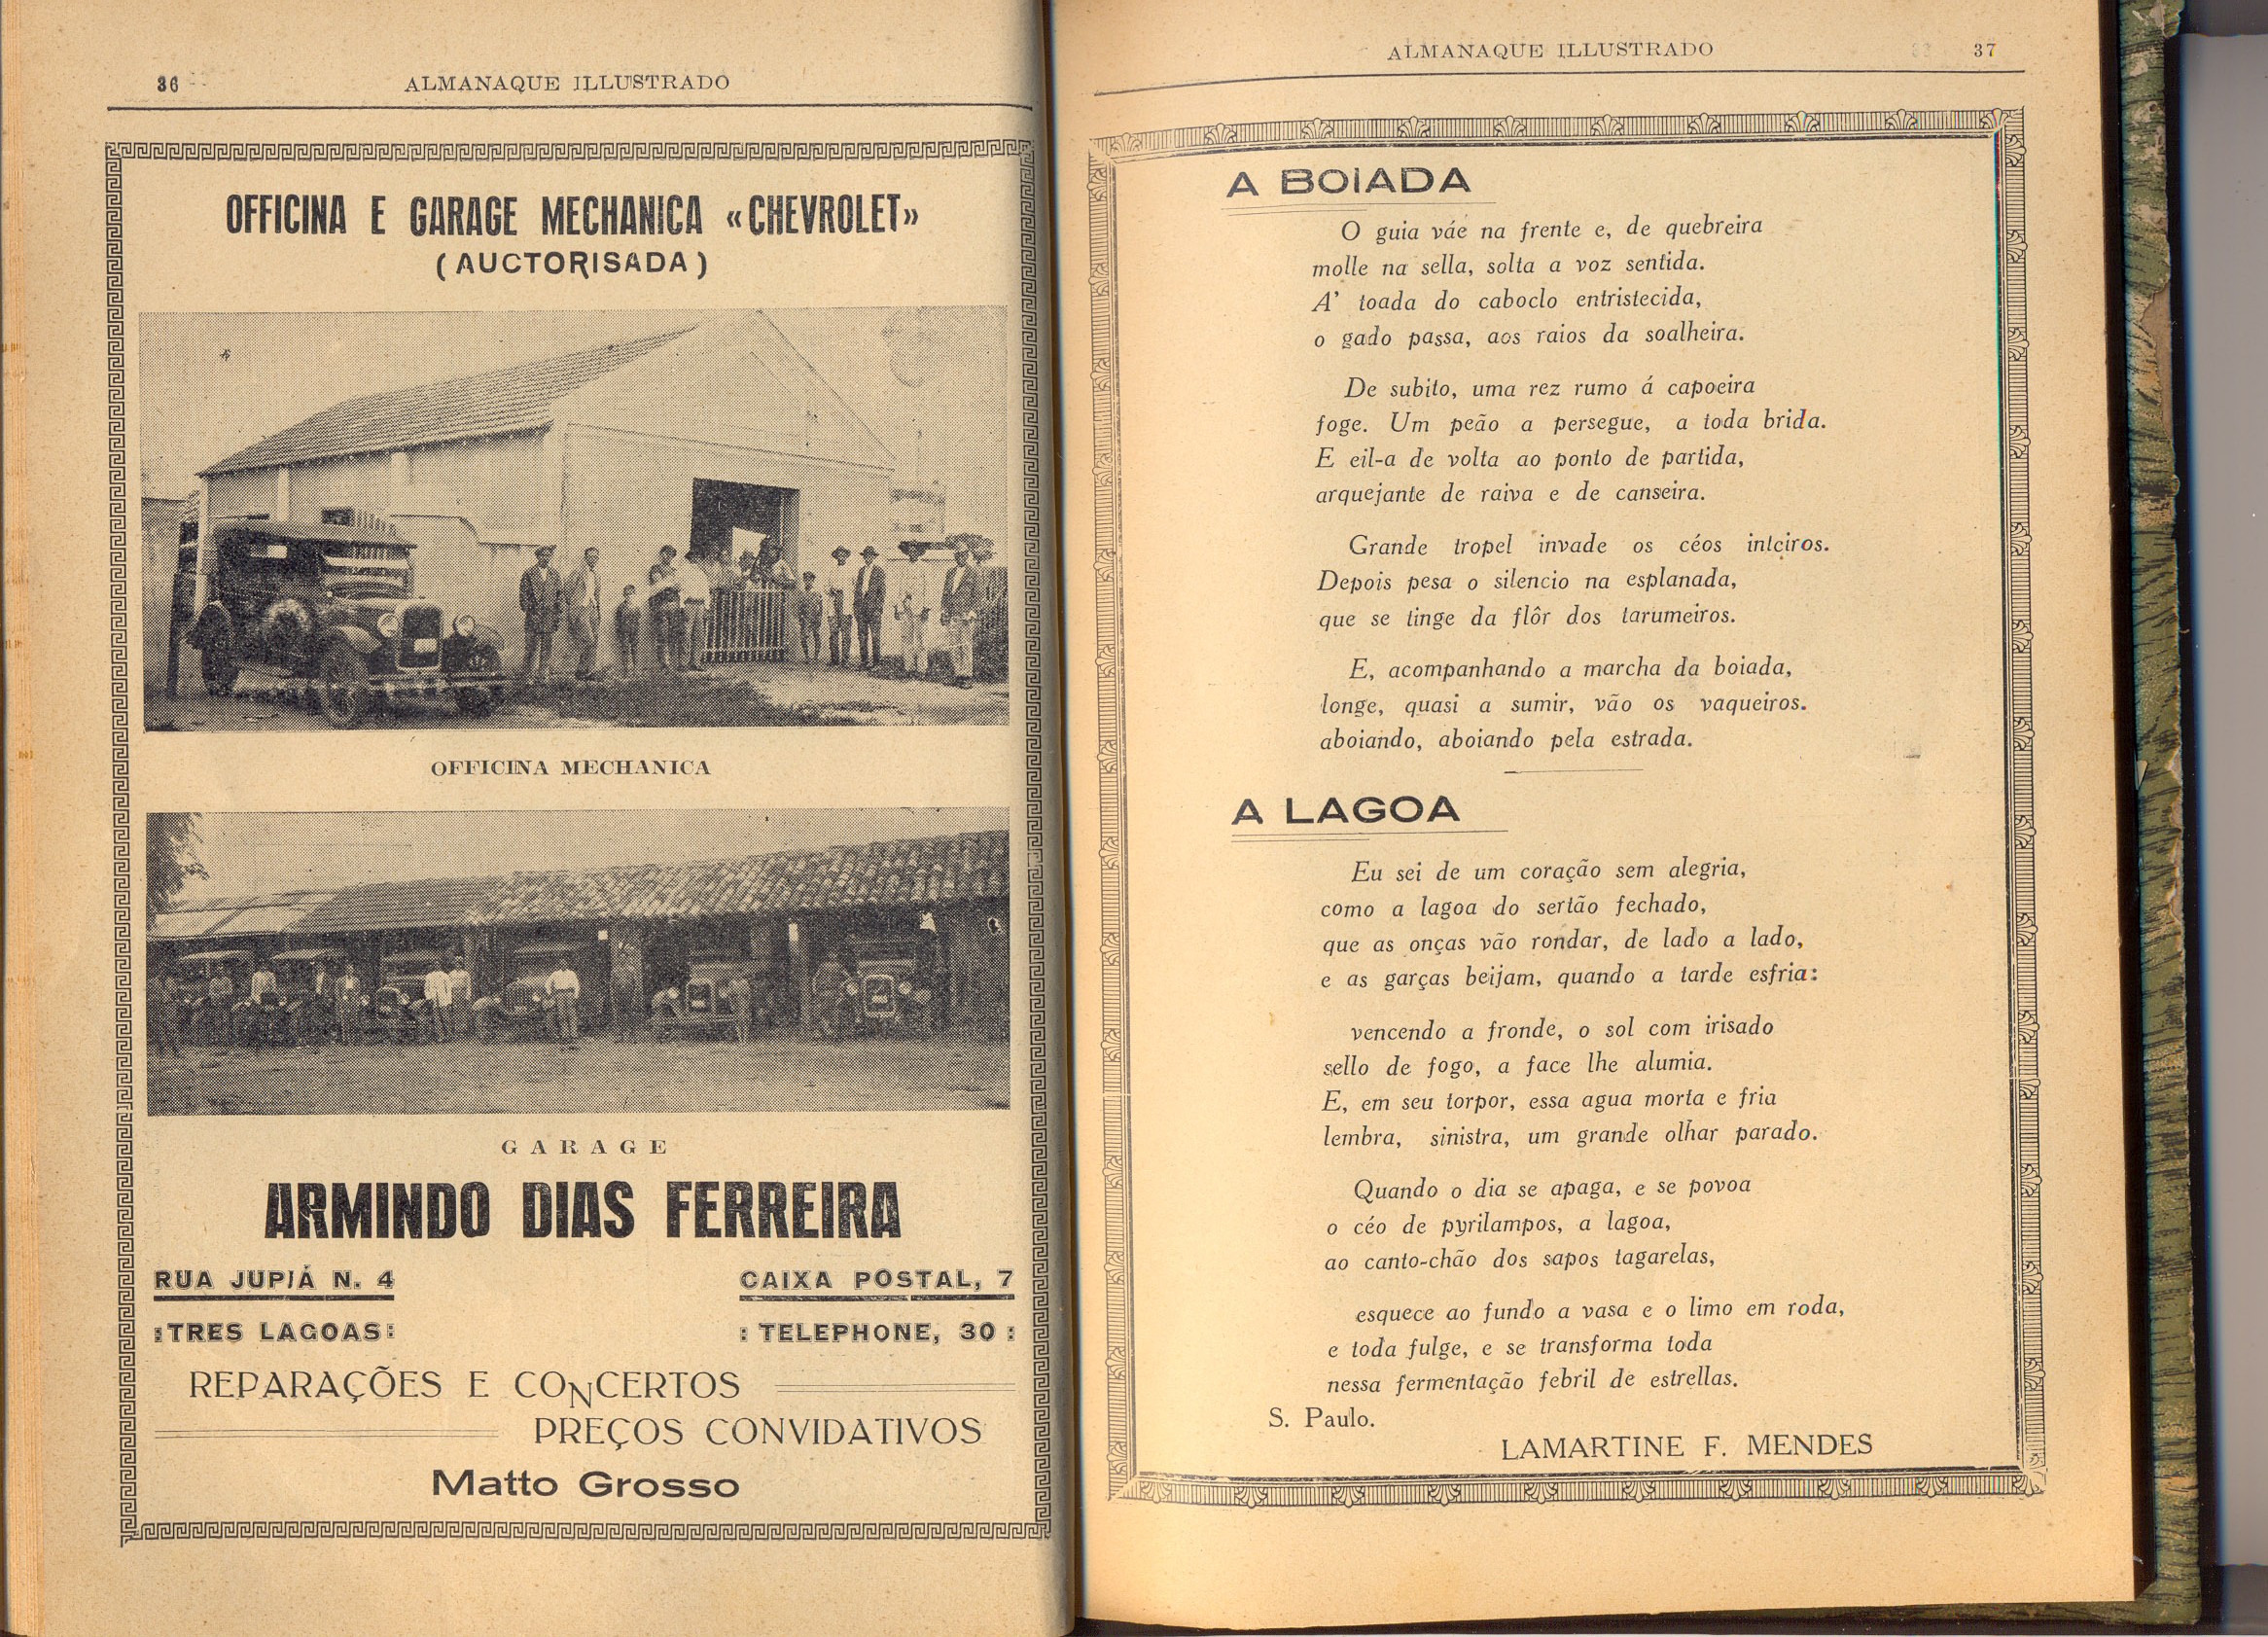 36 ALMANAQUE ILLUSTRADO
OFFICINA E GARAGE MECHANICA «CHEVROLET»
(AUCTORISADA)
OFFICINA MECHANICA
GARAGE
ARMINDO DIAS FERREIRA
RUA JUPIÁ N. 4
CAIXA POSTAL, 7
:TRES LAGOAS:
: TELEPHONE, 30 :
REPARAÇÕES E CONCERTOS
PREÇOS CONVIDATIVOS
Matto Grosso
ALMANAQUE ILLUSTRADO 37
A BOIADA
O guia váe na frente e, de quebreira
molle na sella, solta a voz sentida.
A' toada do caboclo entristecida,
o gado passa, aos raios da soalheira.
De subito, uma rez rumo á capoeira
foge. Um peão a persegue, a toda brida.
E eil-a de volta ao ponto de partida,
arquejante de raiva e de canseira.
Grande tropel invade os céos inteiros.
Depois pesa o silencio na esplanada,
que se tinge da flôr dos tarumeiros.
E, acompanhando a marcha da boiada,
longe, quasi a sumir, vão os vaqueiros.
aboiando, aboiando pela estrada.
A LAGOA
Eu sei de um coração sem alegria,
como a lagoa do sertão fechado,
que as onças vão rondar, de lado a lado,
e as garças beijam, quando a tarde esfria:
vencendo a fronde, o sol com irisado
sello de fogo, a face lhe alumia.
E, em seu torpor, essa agua morta e fria
lembra, sinistra, um grande olhar parado.
Quando o dia se apaga, e se povoa
o céo de pyrilampos, a lagoa,
ao canto-chão dos sapos tagarelas,
esquece ao fundo a vasa e o limo em roda,
e toda fulge, e se transforma toda
nessa fermentação febril de estrellas.
S. Paulo.
LAMARTINE F. MENDES